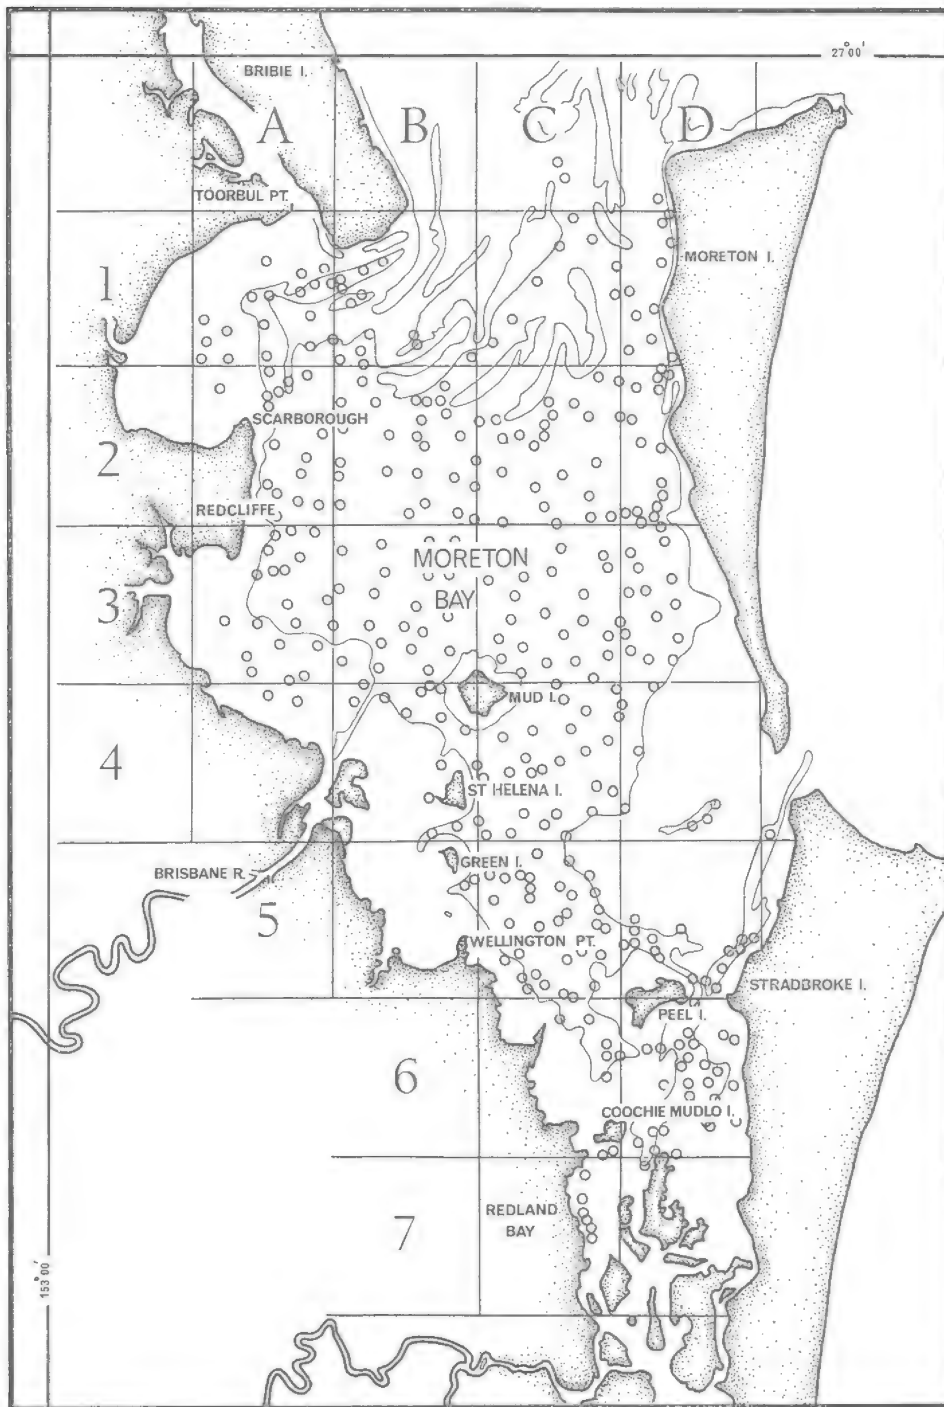 27°00'
BRIBIE I.
A
B
C
D
TOORBUL PT.
MORETON I.
1
SCARBOROUGH
2
REDCLIFFE
MORETON
BAY
3
MUD I.
4
ST HELENA I.
GREEN I.
BRISBANE R.
5
WELLINGTON PT.
STRADBROKE I.
PEEL I.
6
COOCHIE MUDLO I.
REDLAND
BAY
7
153°00'